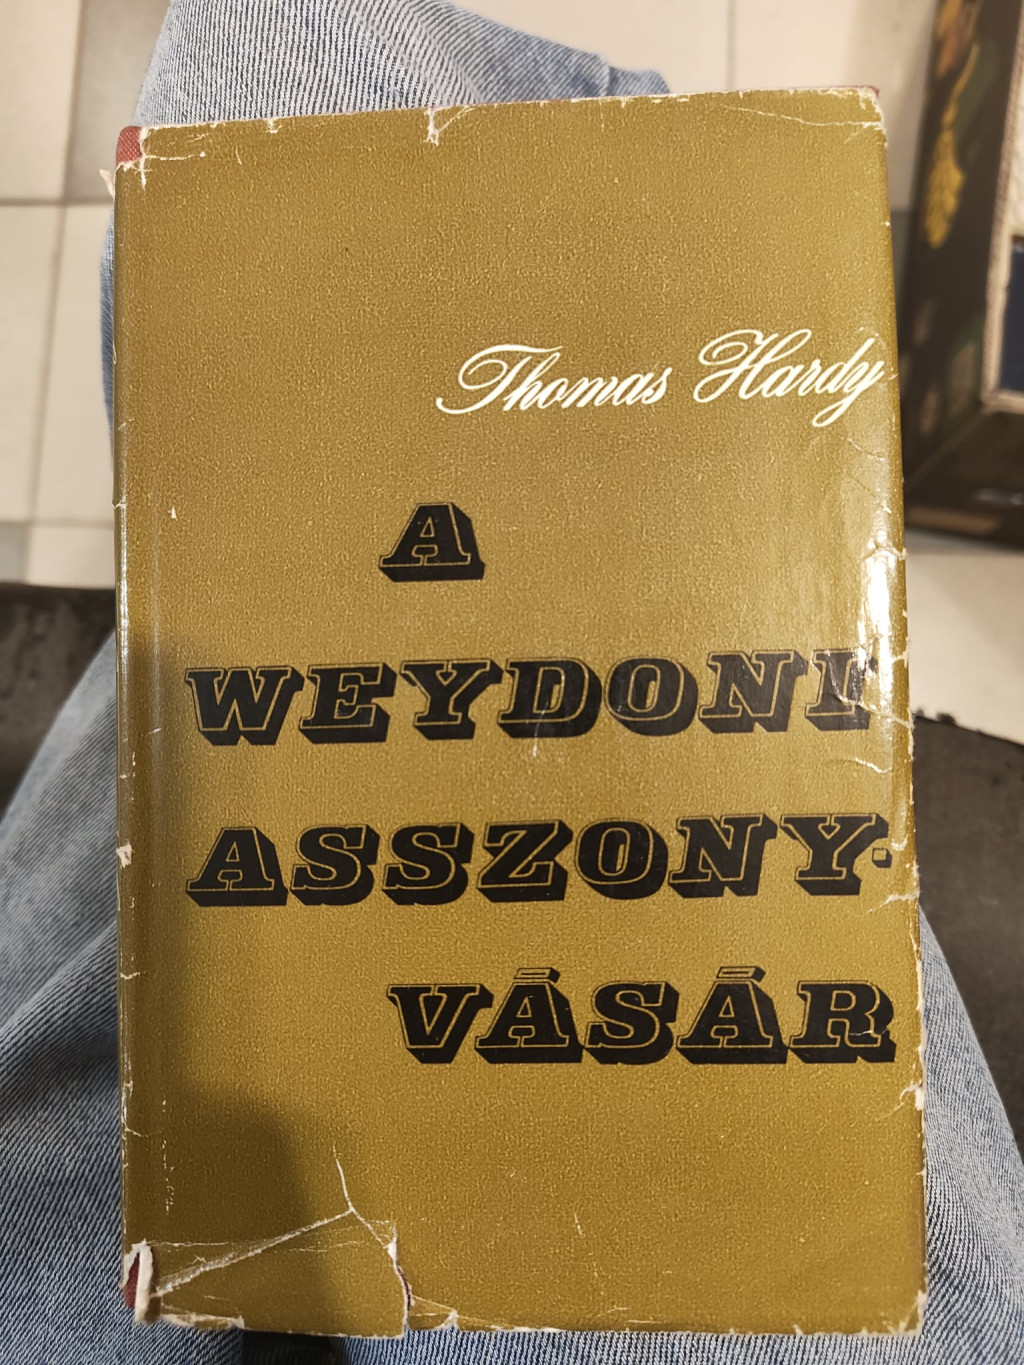 Thomas Hardy
A
WEYDONI
ASSZONY-
VÁSÁR